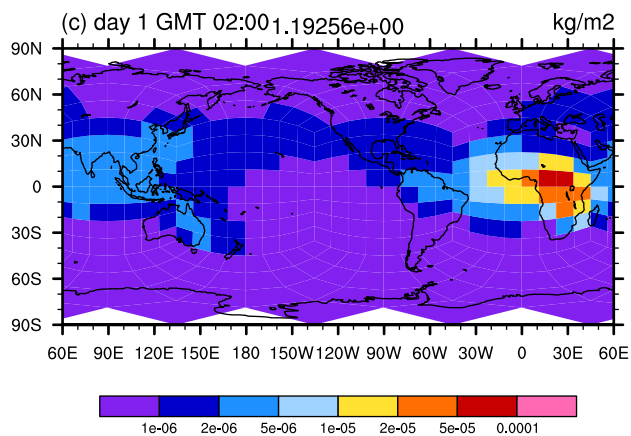 (c) day 1 GMT 02:00 1.19256e+00 kg/m2
90N
60N
30N
0
30S
60S
90S
60E 90E 120E 150E 180 150W 120W 90W 60W 30W 0 30E 60E
1e-06 2e-06 5e-06 1e-05 2e-05 5e-05 0.0001